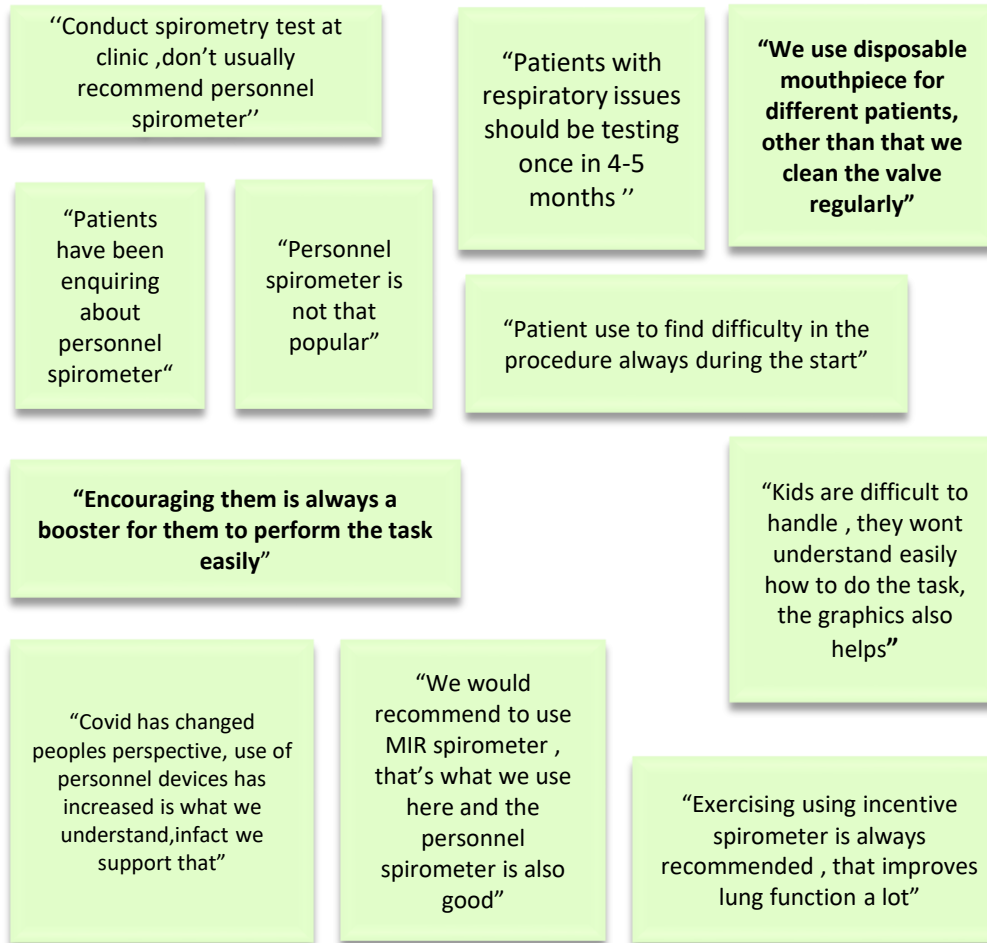 ‘‘Conduct spirometry test at
clinic ,don’t usually
recommend personnel
spirometer’’
“Patients with
respiratory issues
should be testing
once in 4-5
months ’’
“We use disposable
mouthpiece for
different patients,
other than that we
clean the valve
regularly”
“Patients
have been
enquiring
about
personnel
spirometer“
“Personnel
spirometer is
not that
popular”
“Patient use to find difficulty in the
procedure always during the start”
“Encouraging them is always a
booster for them to perform the task
easily”
“Kids are difficult to
handle , they wont
understand easily
how to do the task,
the graphics also
helps”
“Covid has changed
peoples perspective, use of
personnel devices has
increased is what we
understand,infact we
support that”
“We would
recommend to use
MIR spirometer ,
that’s what we use
here and the
personnel
spirometer is also
good”
“Exercising using incentive
spirometer is always
recommended , that improves
lung function a lot”